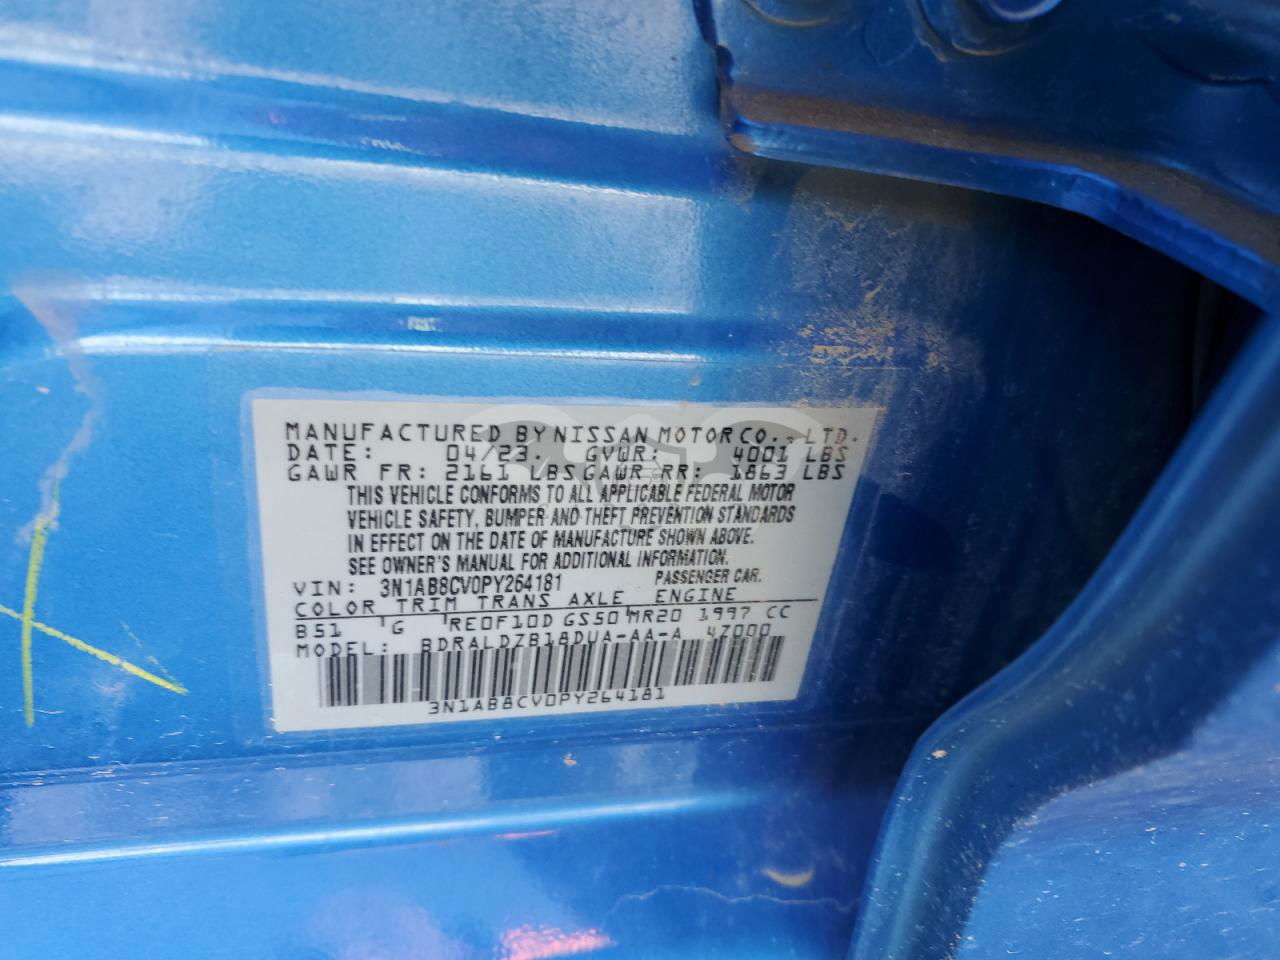 MANUFACTURED BY NISSAN MOTOR CO., LTD.
DATE: 04/23. GVWR: 4001 LBS
GAWR FR: 2161 LBS GAWR RR: 1863 LBS
THIS VEHICLE CONFORMS TO ALL APPLICABLE FEDERAL MOTOR
VEHICLE SAFETY, BUMPER AND THEFT PREVENTION STANDARDS
IN EFFECT ON THE DATE OF MANUFACTURE SHOWN ABOVE.
SEE OWNER'S MANUAL FOR ADDITIONAL INFORMATION.
VIN: 3N1AB8CV0PY264181 PASSENGER CAR.
COLOR TRIM TRANS AXLE ENGINE
B51 G RE0F10D GS50 MR20 1997 CC
MODEL: BDRALDZB18DUA-AA-A 47000
3N1AB8CV0PY264181